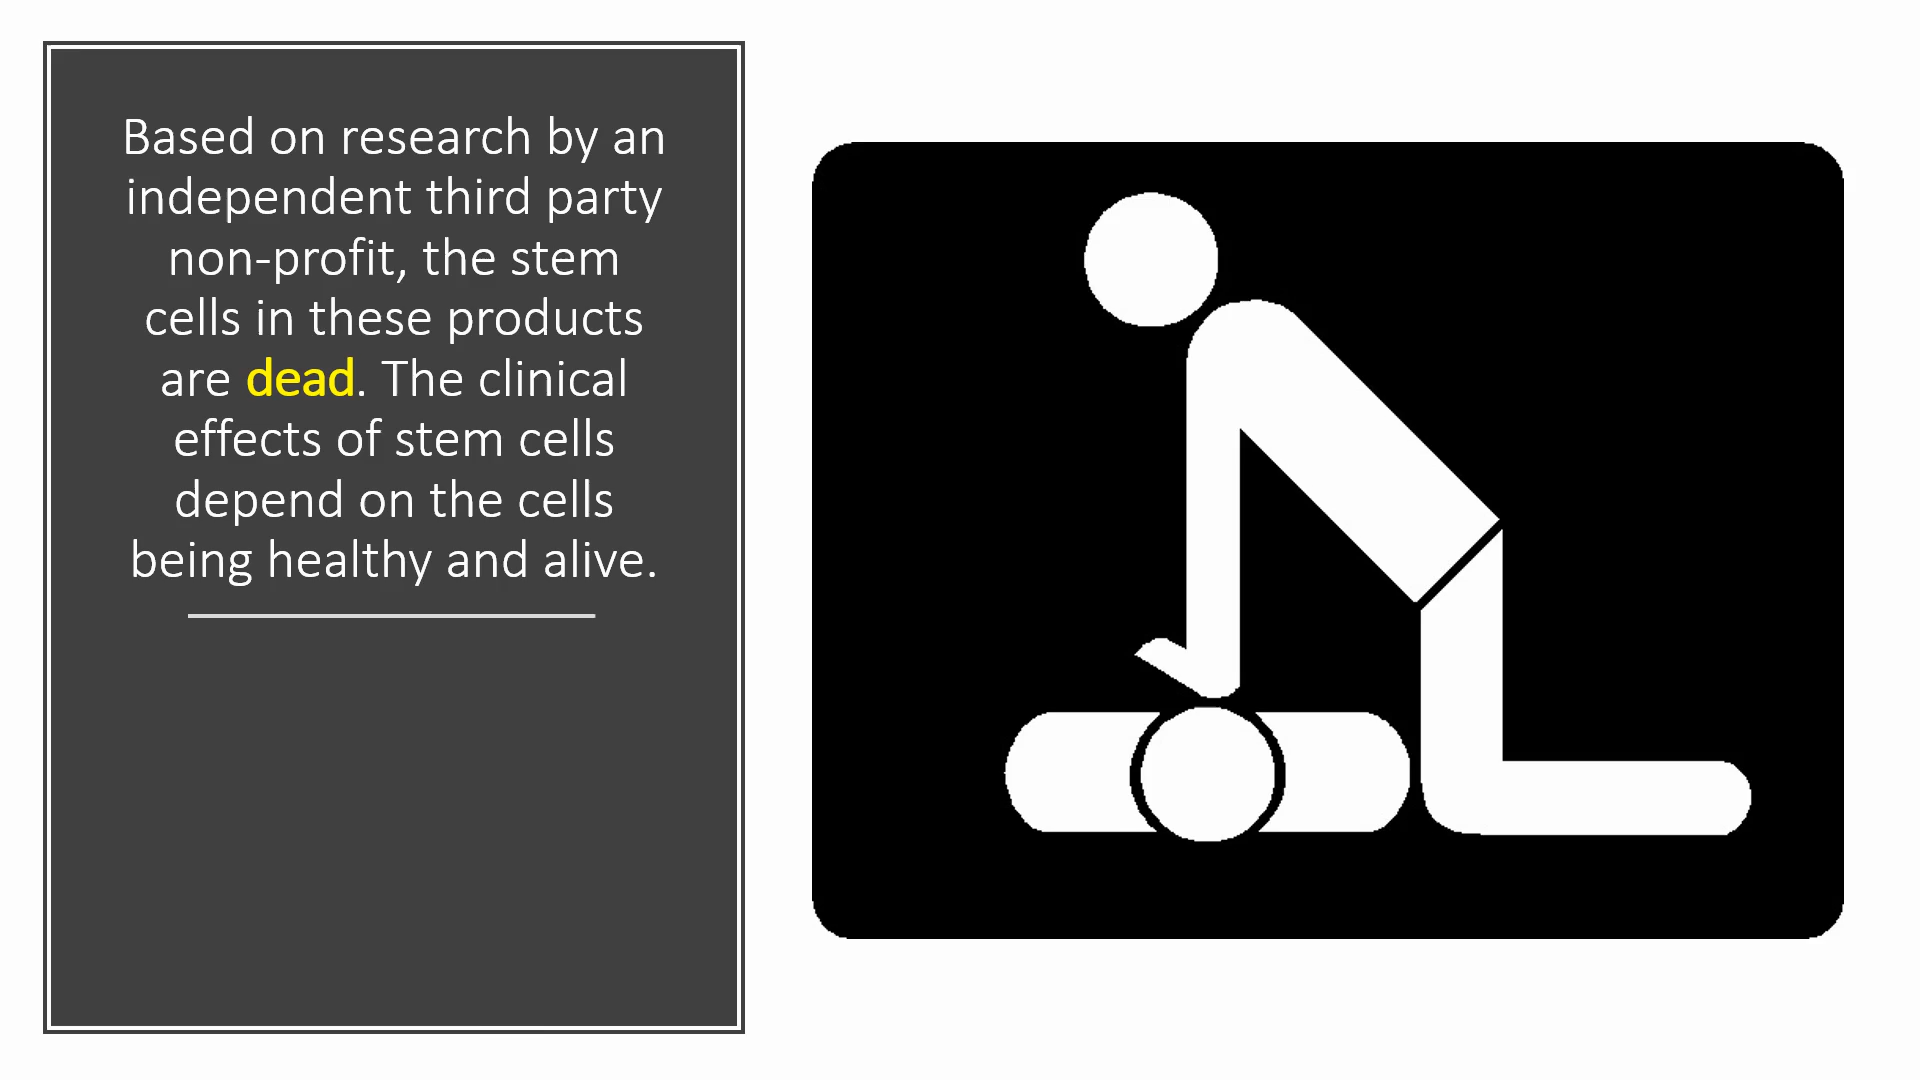 Based on research by an
independent third party
non-profit, the stem
cells in these products
are dead. The clinical
effects of stem cells
depend on the cells
being healthy and alive.